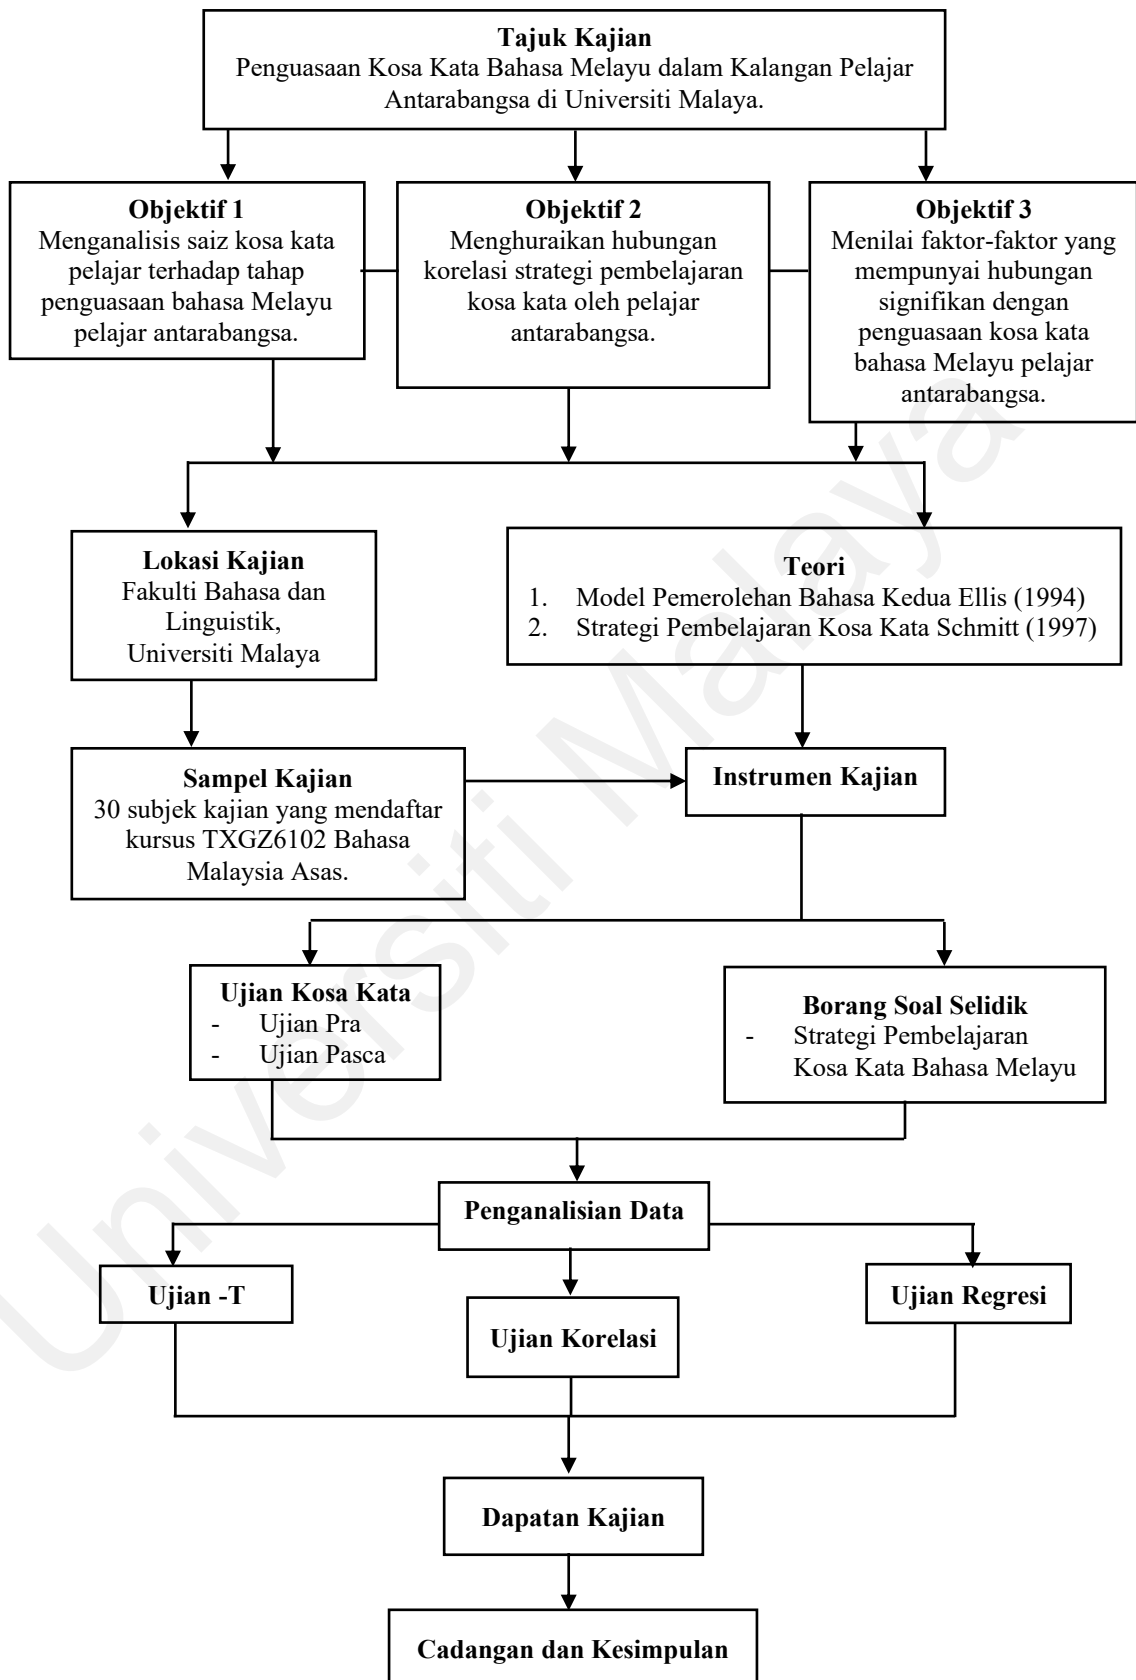 Tajuk Kajian
Penguasaan Kosa Kata Bahasa Melayu dalam Kalangan Pelajar
Antarabangsa di Universiti Malaya.
Objektif 1
Menganalisis saiz kosa kata
pelajar terhadap tahap
penguasaan bahasa Melayu
pelajar antarabangsa.
Objektif 2
Menghuraikan hubungan
korelasi strategi pembelajaran
kosa kata oleh pelajar
antarabangsa.
Objektif 3
Menilai faktor-faktor yang
mempunyai hubungan
signifikan dengan
penguasaan kosa kata
bahasa Melayu pelajar
antarabangsa.
Lokasi Kajian
Fakulti Bahasa dan
Linguistik,
Universiti Malaya
Teori
1. Model Pemerolehan Bahasa Kedua Ellis (1994)
2. Strategi Pembelajaran Kosa Kata Schmitt (1997)
Sampel Kajian
30 subjek kajian yang mendaftar
kursus TXGZ6102 Bahasa
Malaysia Asas.
Instrumen Kajian
Ujian Kosa Kata
- Ujian Pra
- Ujian Pasca
Borang Soal Selidik
- Strategi Pembelajaran
Kosa Kata Bahasa Melayu
Penganalisian Data
Ujian -T
Ujian Korelasi
Ujian Regresi
Dapatan Kajian
Cadangan dan Kesimpulan
Universiti Malaya